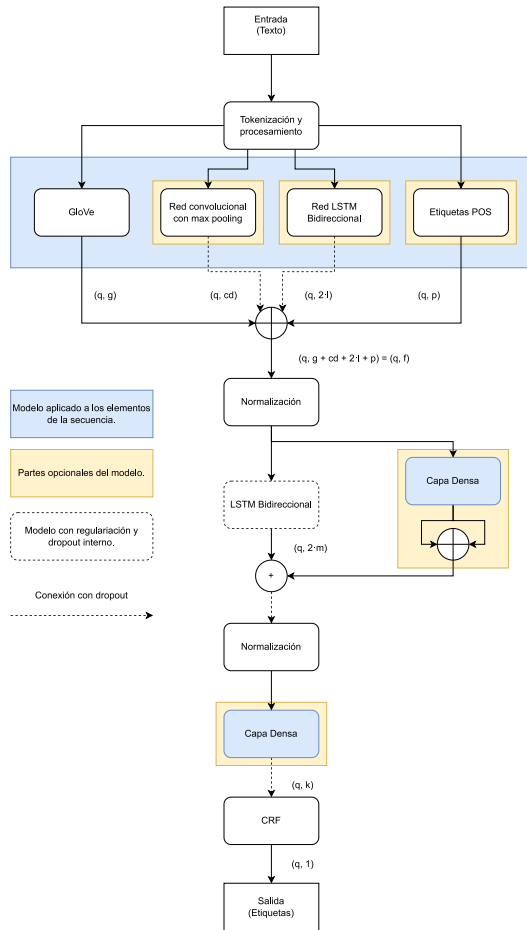 Entrada
(Texto)
Tokenización y
procesamiento
GloVe
Red convolucional
con max pooling
Red LSTM
Bidireccional
Etiquetas POS
(q, g)
(q, cd)
(q, 2·l)
(q, p)
(q, g + cd + 2·l + p) = (q, f)
Normalización
Modelo aplicado a los elementos
de la secuencia.
Partes opcionales del modelo.
Capa Densa
LSTM Bidireccional
Modelo con regulariación y
dropout interno.
(q, 2·m)
+
Conexión con dropout
Normalización
Capa Densa
(q, k)
CRF
(q, 1)
Salida
(Etiquetas)